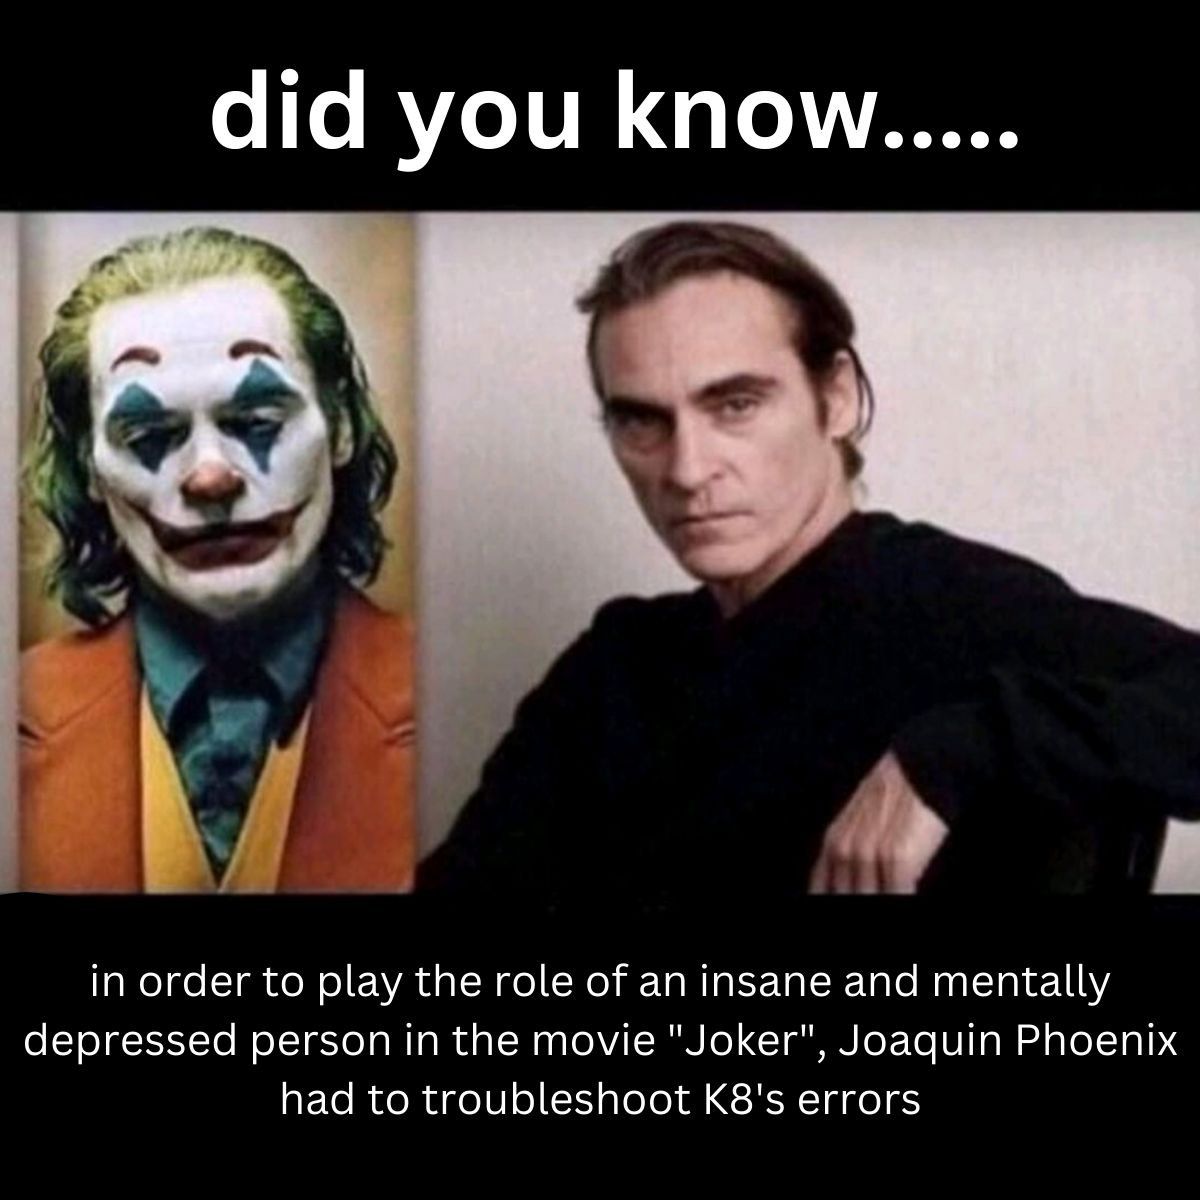 did you know.....
in order to play the role of an insane and mentally
depressed person in the movie "Joker", Joaquin Phoenix
had to troubleshoot K8's errors